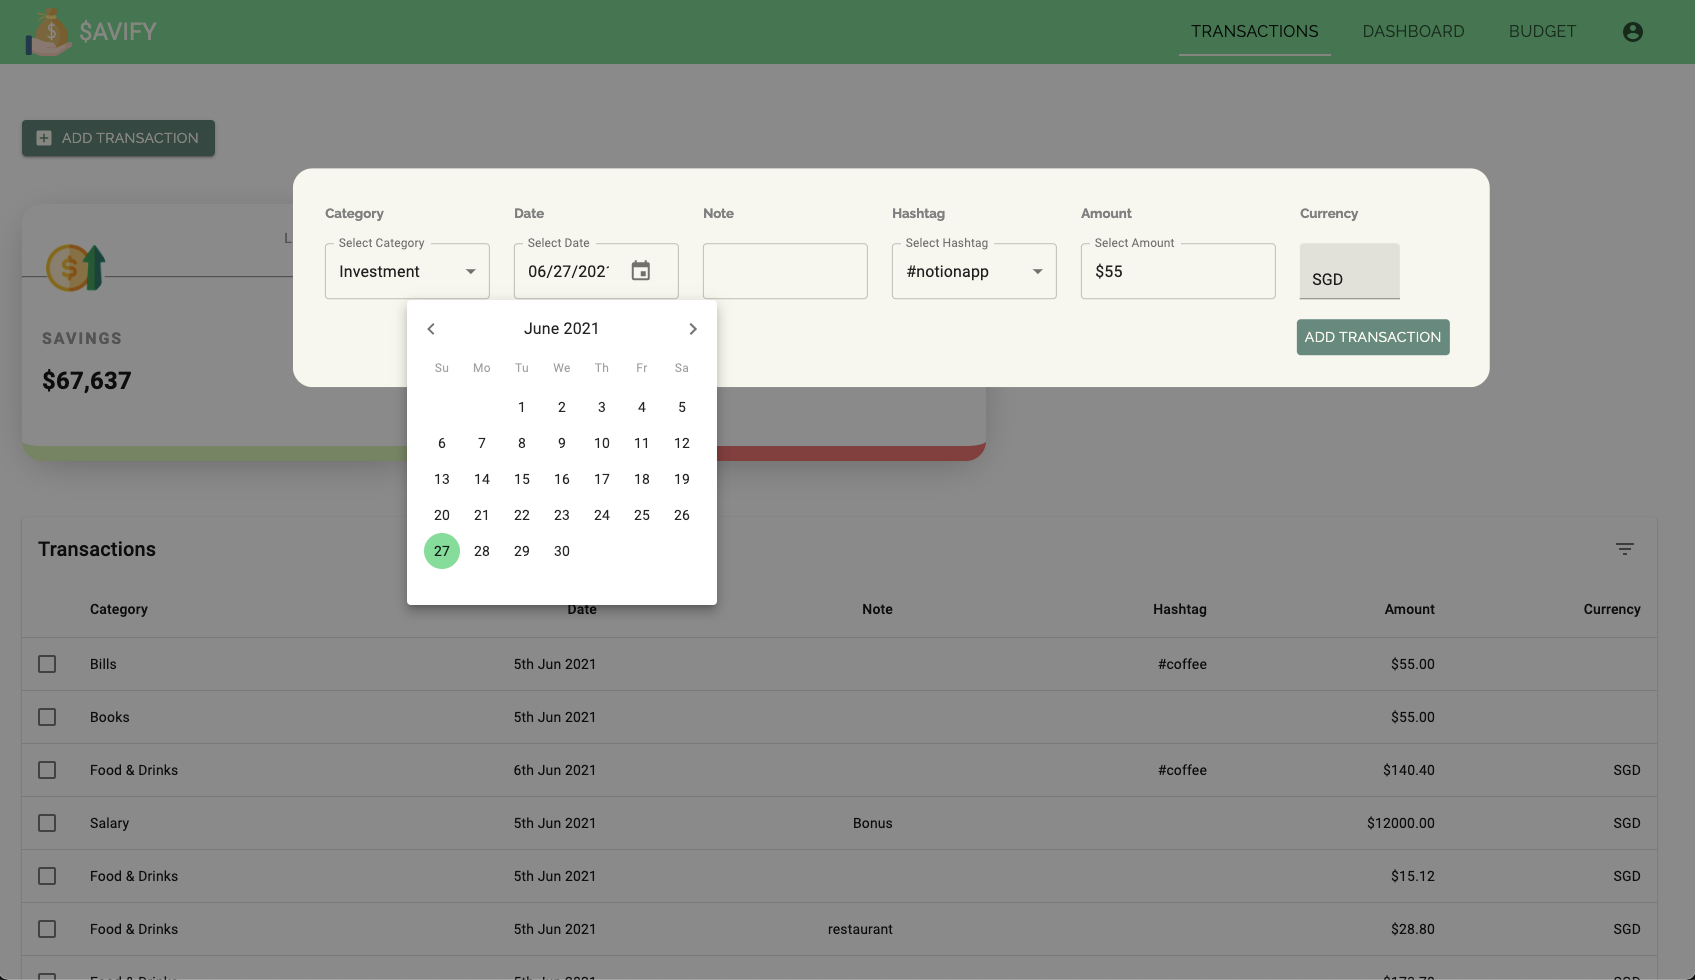 $AVIFY
TRANSACTIONS DASHBOARD BUDGET
ADD TRANSACTION
Category Date Note Hashtag Amount Currency
Select Category Select Date Select Hashtag Select Amount
Investment 06/27/2021 #notionapp $55 SGD
ADD TRANSACTION
June 2021
Su Mo Tu We Th Fr Sa
1 2 3 4 5
6 7 8 9 10 11 12
13 14 15 16 17 18 19
20 21 22 23 24 25 26
27 28 29 30
SAVINGS
$67,637
Transactions
Category Date Note Hashtag Amount Currency
Bills 5th Jun 2021 #coffee $55.00
Books 5th Jun 2021 $55.00
Food & Drinks 6th Jun 2021 #coffee $140.40 SGD
Salary 5th Jun 2021 Bonus $12000.00 SGD
Food & Drinks 5th Jun 2021 $15.12 SGD
Food & Drinks 5th Jun 2021 restaurant $28.80 SGD